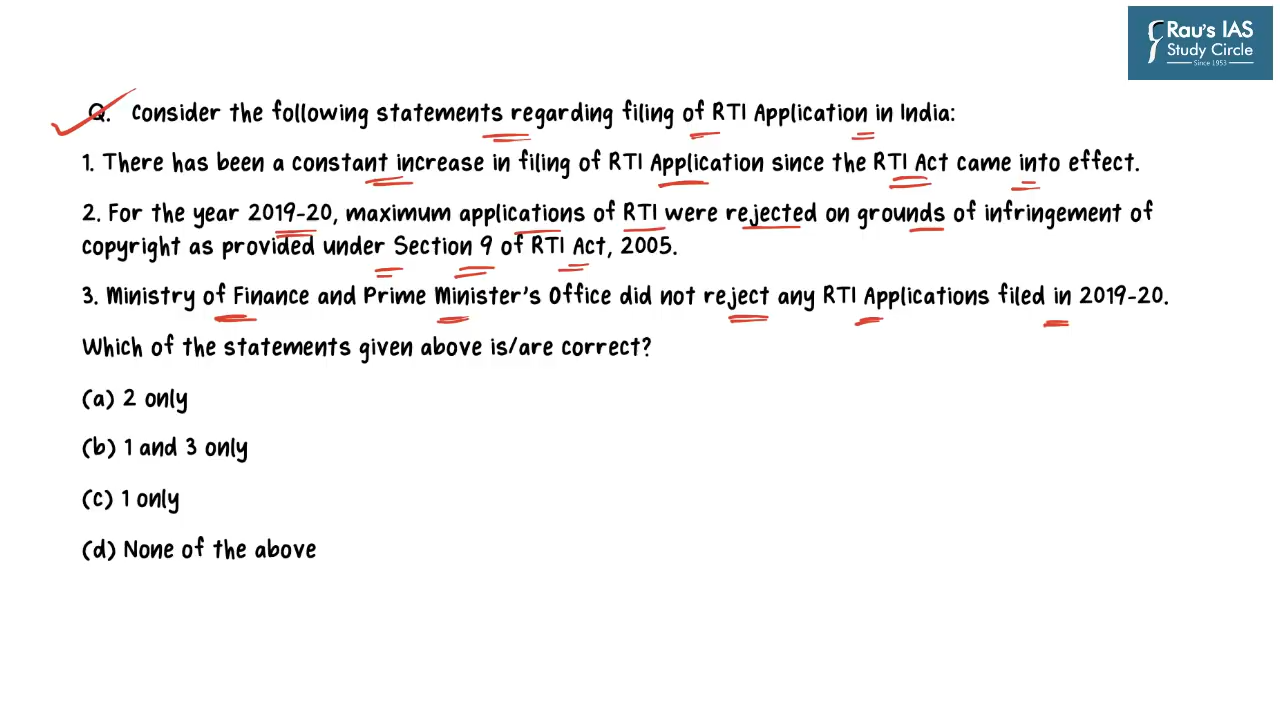 Rau's IAS
Study Circle
Since 1953
Q. Consider the following statements regarding filing of RTI Application in India:
1. There has been a constant increase in filing of RTI Application since the RTI Act came into effect.
2. For the year 2019-20, maximum applications of RTI were rejected on grounds of infringement of
copyright as provided under Section 9 of RTI Act, 2005.
3. Ministry of Finance and Prime Minister's Office did not reject any RTI Applications filed in 2019-20.
Which of the statements given above is/are correct?
(a) 2 only
(b) 1 and 3 only
(c) 1 only
(d) None of the above